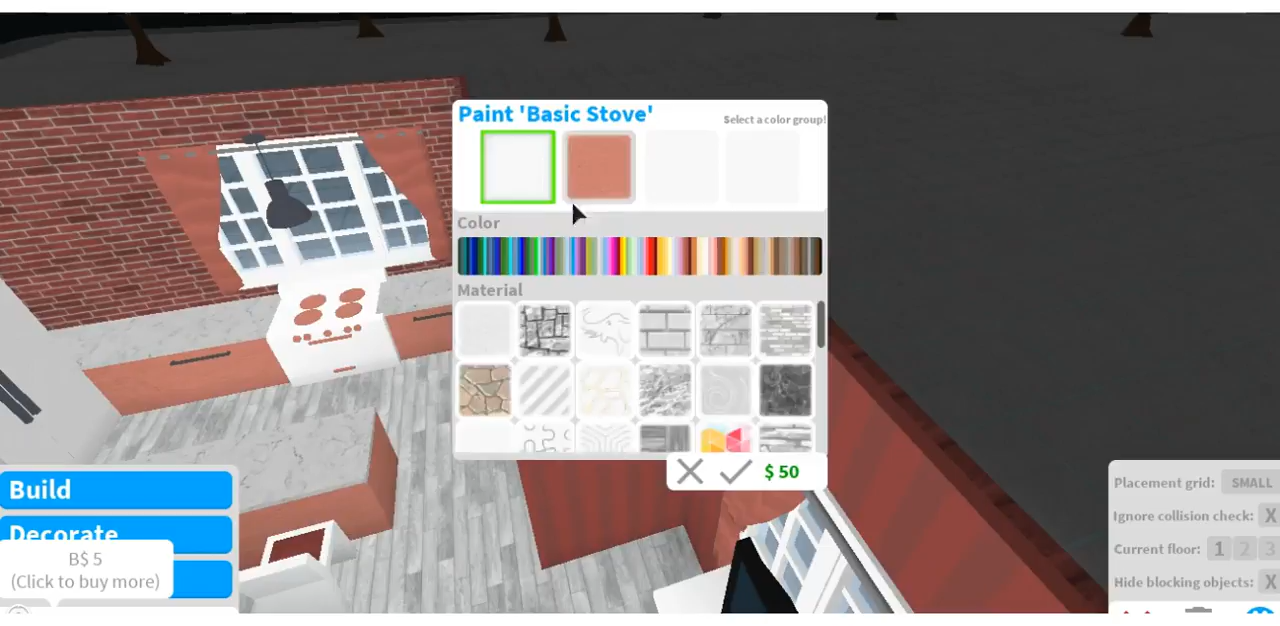 Paint 'Basic Stove'
Select a color group!
Color
Material
$ 50
Build
Decorate
B$ 5
(Click to buy more)
Placement grid: SMALL
Ignore collision check: X
Current floor: 1 2 3
Hide blocking objects: X